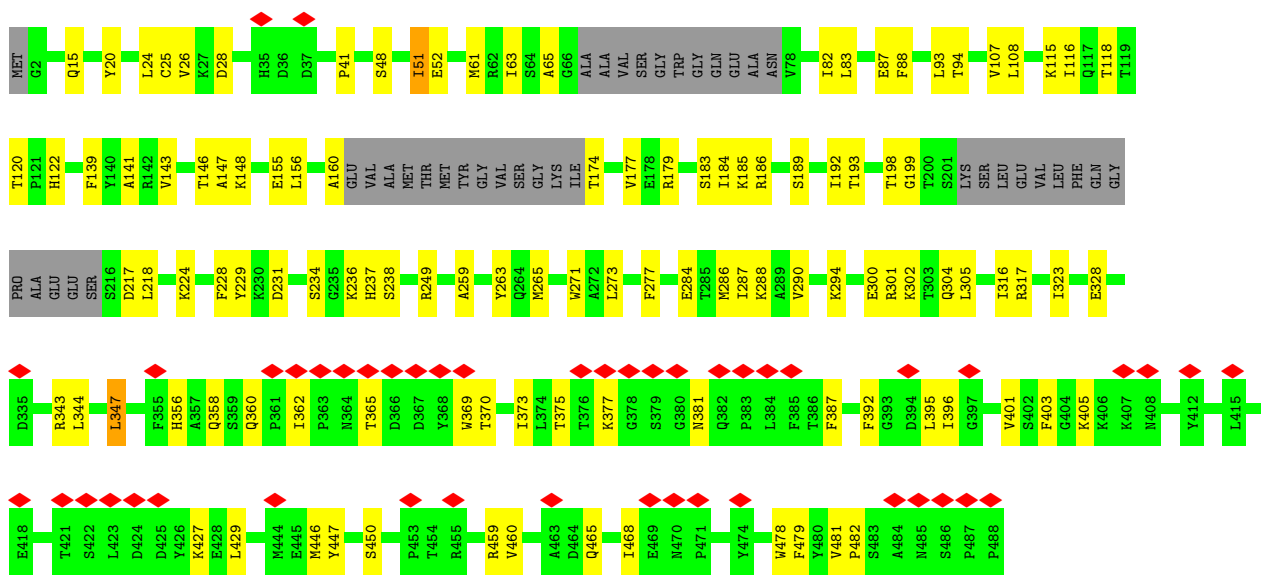 MET G2 Q15 Y20 L24 C25 V26 K27 D28 H35 D36 D37 P41 S48 I51 E52 M61 R62 I63 S64 A65 G66 ALA ALA VAL SER GLY TRP GLY GLN GLU ALA ASN V78 I82 L83 E87 F88 L93 T94 V107 L108 K115 I116 Q117 T118 T119
T120 P121 H122 F139 Y140 A141 R142 V143 T146 A147 K148 E155 L156 A160 GLU VAL ALA MET THR MET TYR GLY VAL SER GLY LYS ILE T174 V177 E178 R179 S183 I184 K185 R186 S189 I192 T193 T198 G199 T200 S201 LYS SER LEU GLU VAL LEU PHE GLN GLY
PRO ALA GLU GLU SER S216 D217 L218 K224 F228 Y229 K230 D231 S234 G235 K236 H237 S238 R249 A259 Y263 Q264 M265 W271 A272 L273 F277 E284 T285 M286 I287 K288 A289 V290 K294 E300 R301 K302 T303 Q304 L305 I316 R317 I323 E328
D335 R343 L344 L347 F355 H356 A357 Q358 S359 Q360 P361 I362 P363 N364 T365 D366 D367 Y368 W369 T370 I373 L374 T375 T376 K377 G378 S379 G380 N381 Q382 P383 L384 F385 T386 F387 F392 G393 D394 L395 I396 G397 V401 S402 F403 G404 K405 K406 K407 N408 Y412 L415
E418 T421 S422 L423 D424 D425 Y426 K427 E428 L429 M444 E445 M446 Y447 S450 P453 T454 R455 R459 V460 A463 D464 Q465 I468 E469 N470 P471 Y474 W478 F479 Y480 V481 P482 S483 A484 N485 S486 P487 P488